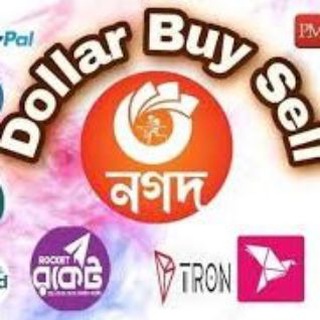 Pal
PM
Dollar Buy Sell
নগদ
ROCKET
রকেট
TRON
d